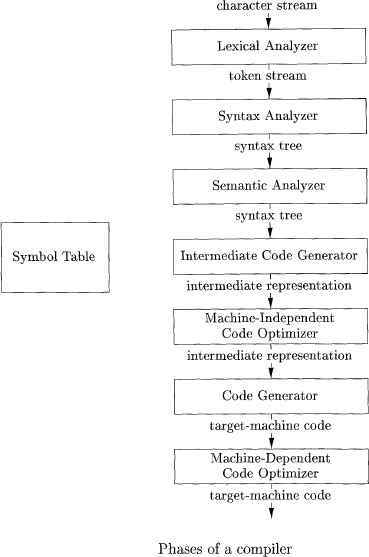 character stream
Lexical Analyzer
token stream
Syntax Analyzer
syntax tree
Semantic Analyzer
syntax tree
Symbol Table
Intermediate Code Generator
intermediate representation
Machine-Independent
Code Optimizer
intermediate representation
Code Generator
target-machine code
Machine-Dependent
Code Optimizer
target-machine code
Phases of a compiler